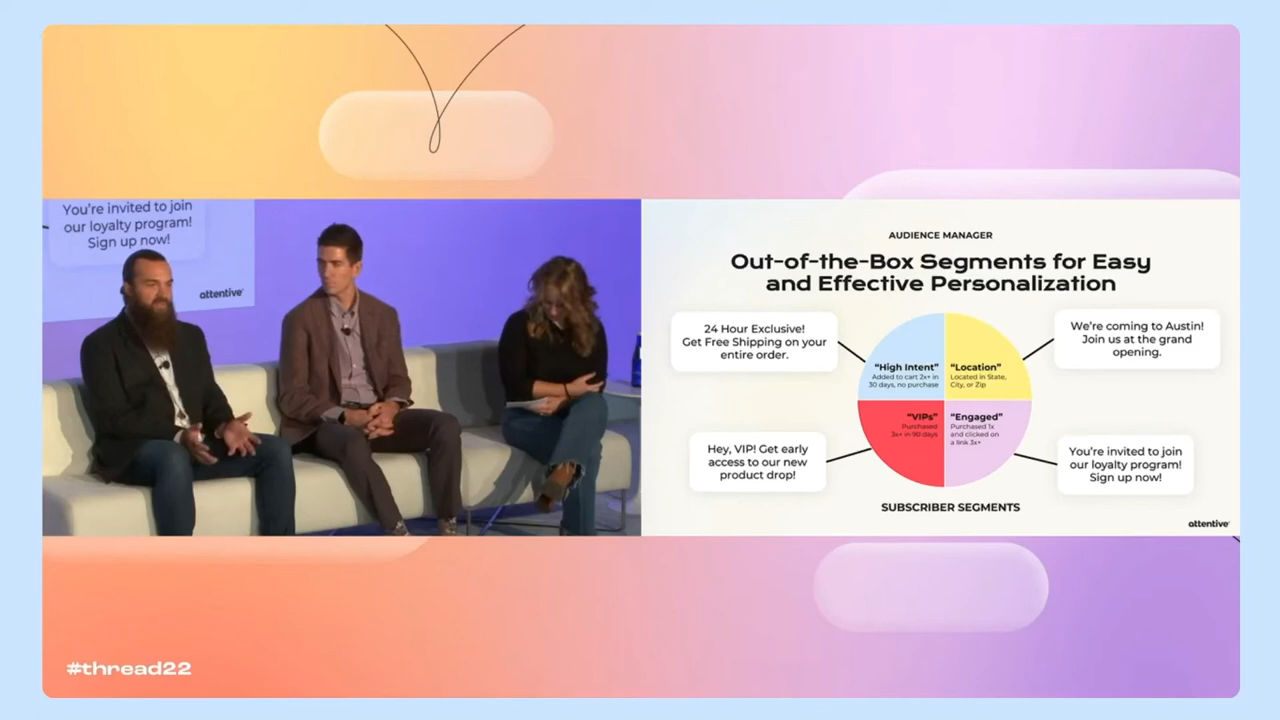 You're invited to join
our loyalty program!
Sign up now!
attentive
AUDIENCE MANAGER
Out-of-the-Box Segments for Easy
and Effective Personalization
24 Hour Exclusive!
Get Free Shipping on your
entire order.
We're coming to Austin!
Join us at the grand
opening.
"High Intent"
Added to cart 2x+ in
30 days, no purchase
"Location"
Located in State,
City, or Zip
"VIPs"
Purchased
3x+ in 90 days
"Engaged"
Purchased 1x
and clicked on
a link 3x+
Hey, VIP! Get early
access to our new
product drop!
You're invited to join
our loyalty program!
Sign up now!
SUBSCRIBER SEGMENTS
attentive
#thread22